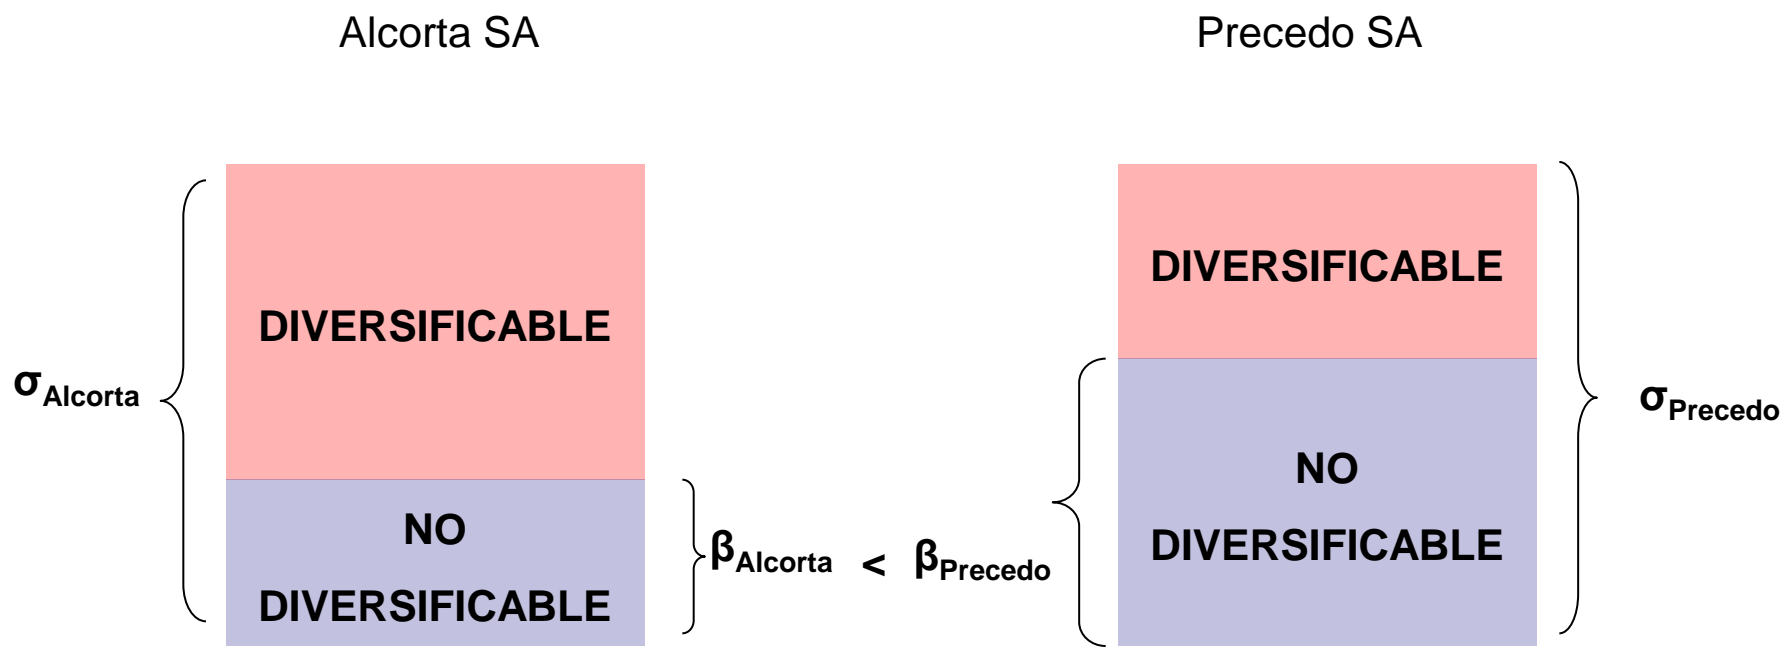 Alcorta SA
Precedo SA
DIVERSIFICABLE
DIVERSIFICABLE
σAlcorta
σPrecedo
NO
DIVERSIFICABLE
βAlcorta < βPrecedo
NO
DIVERSIFICABLE